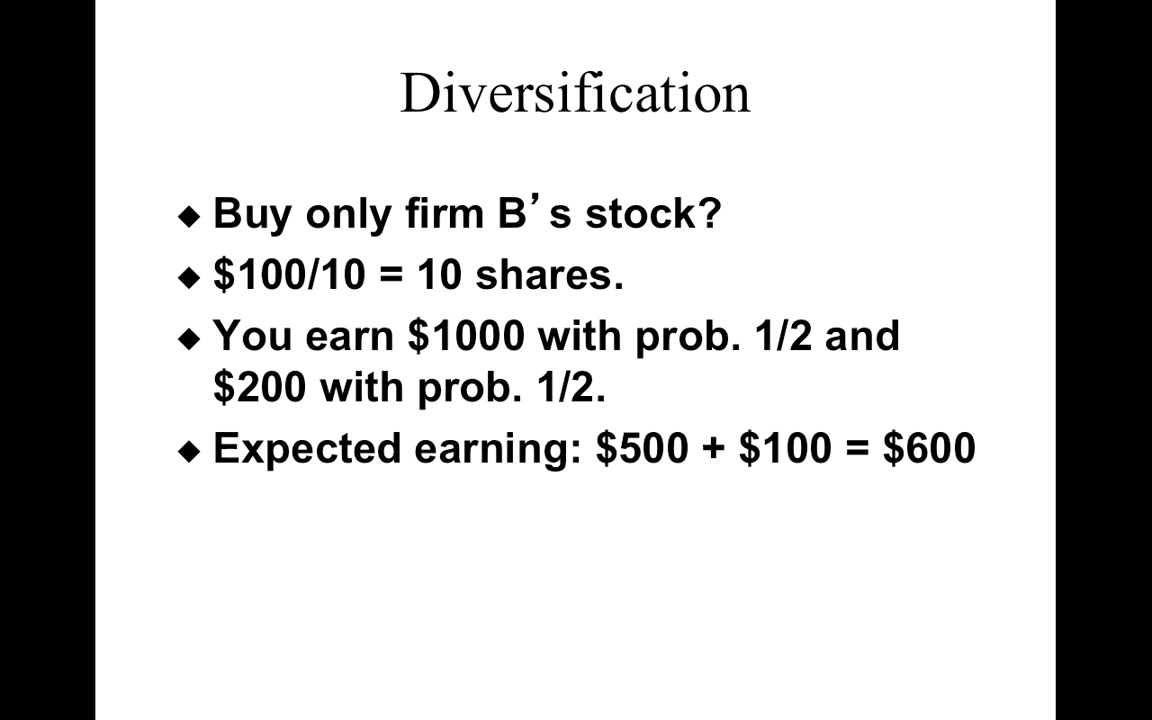 Diversification
◆ Buy only firm B’s stock?
◆ $100/10 = 10 shares.
◆ You earn $1000 with prob. 1/2 and
$200 with prob. 1/2.
◆ Expected earning: $500 + $100 = $600